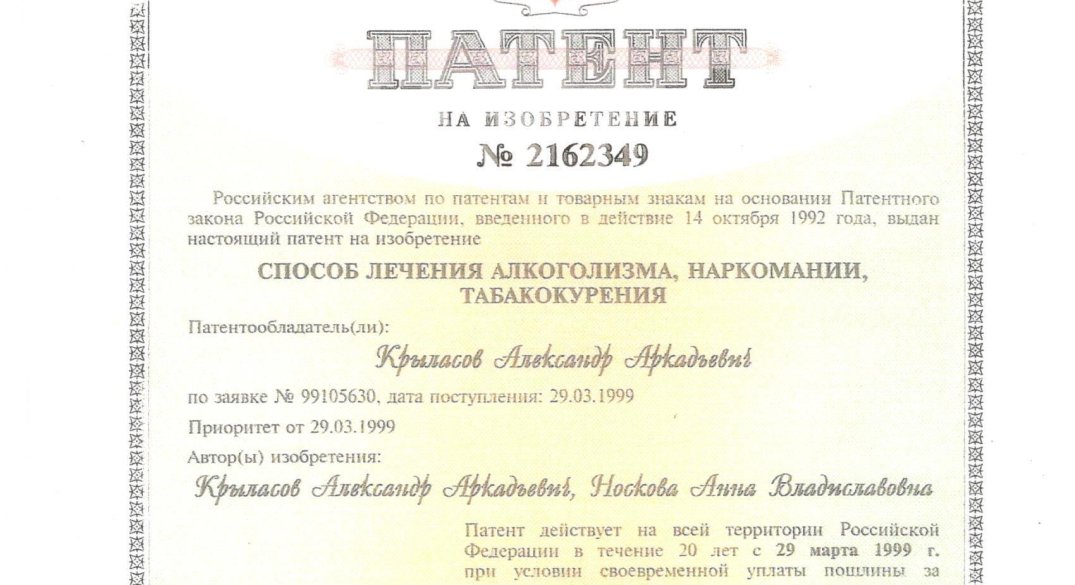 ПАТЕНТ
НА ИЗОБРЕТЕНИЕ
№ 2162349
Российским агентством по патентам и товарным знакам на основании Патентного
закона Российской Федерации, введенного в действие 14 октября 1992 года, выдан
настоящий патент на изобретение
СПОСОБ ЛЕЧЕНИЯ АЛКОГОЛИЗМА, НАРКОМАНИИ,
ТАБАКОКУРЕНИЯ
Патентообладатель(ли):
Крыласов Александр Аркадьевич
по заявке № 99105630, дата поступления: 29.03.1999
Приоритет от 29.03.1999
Автор(ы) изобретения:
Крыласов Александр Аркадьевич, Носкова Анна Владиславовна
Патент действует на всей территории Российской
Федерации в течение 20 лет с 29 марта 1999 г.
при условии своевременной уплаты пошлины за